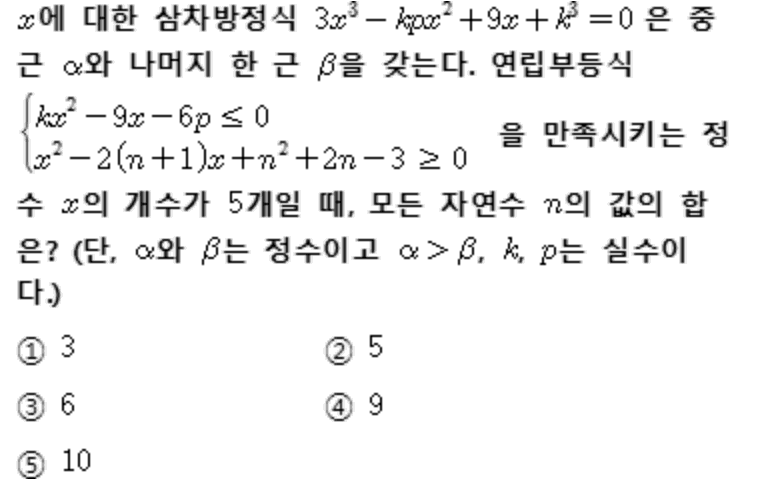 x에 대한 삼차방정식 3x³ − kpx² + 9x + k³ = 0 은 중
근 α와 나머지 한 근 β을 갖는다. 연립부등식
{kx² − 9x − 6p ≤ 0
{x² − 2(n+1)x + n² + 2n − 3 ≥ 0 을 만족시키는 정
수 x의 개수가 5개일 때, 모든 자연수 n의 값의 합
은? (단, α와 β는 정수이고 α > β, k, p는 실수이
다.)
① 3 ② 5
③ 6 ④ 9
⑤ 10